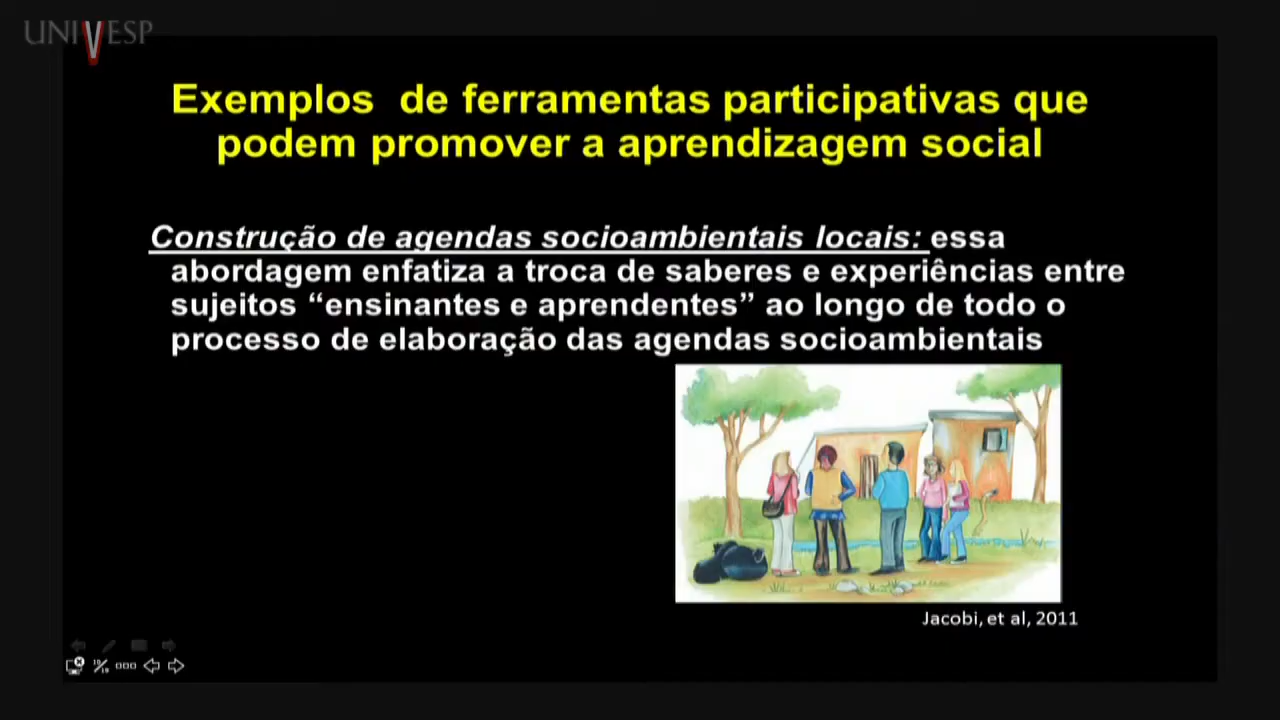 UNIVESP
Exemplos de ferramentas participativas que
podem promover a aprendizagem social
Construção de agendas socioambientais locais: essa
abordagem enfatiza a troca de saberes e experiências entre
sujeitos “ensinantes e aprendentes” ao longo de todo o
processo de elaboração das agendas socioambientais
Jacobi, et al, 2011